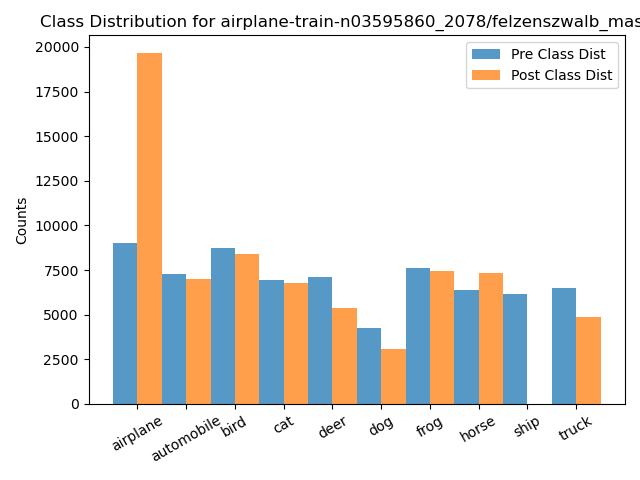 Class Distribution for airplane-train-n03595860_2078/felzenszwalb_mas
Pre Class Dist
Post Class Dist
20000
17500
15000
12500
10000
7500
5000
2500
0
Counts
airplane
automobile
bird
cat
deer
dog
frog
horse
ship
truck